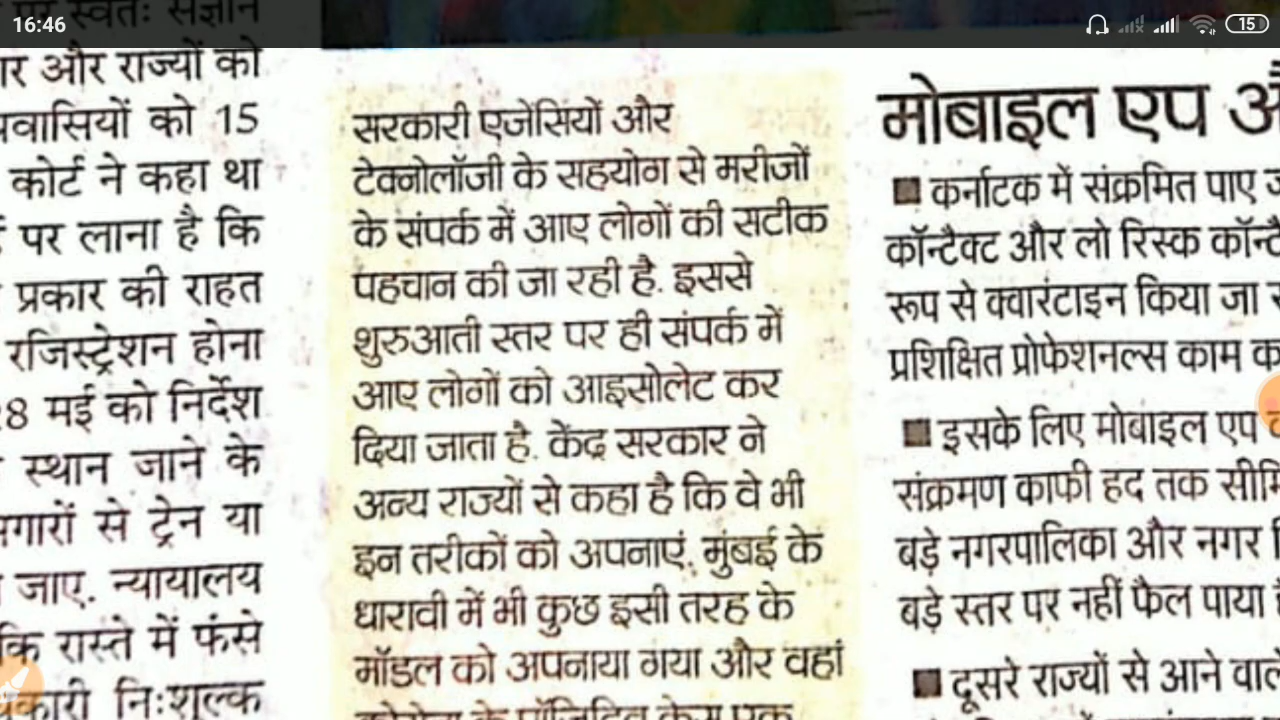 16:46
15
पर स्वतः संज्ञान
और राज्यों को
को 15
कोर्ट ने कहा था
पर लाना है कि
प्रकार की राहत
रजिस्ट्रेशन होना
मई को निर्देश
स्थान जाने के
से ट्रेन या
जाए. न्यायालय
कि रास्ते में फंसे
निःशुल्क
सरकारी एजेंसियों और
टेक्नोलॉजी के सहयोग से मरीजों
के संपर्क में आए लोगों की सटीक
पहचान की जा रही है. इससे
शुरुआती स्तर पर ही संपर्क में
आए लोगों को आइसोलेट कर
दिया जाता है. केंद्र सरकार ने
अन्य राज्यों से कहा है कि वे भी
इन तरीकों को अपनाएं. मुंबई के
धारावी में भी कुछ इसी तरह के
मॉडल को अपनाया गया और वहां
मोबाइल एप
■ कर्नाटक में संक्रमित पाए
कॉन्टैक्ट और लो रिस्क
रूप से क्वारंटाइन किया जा
प्रशिक्षित प्रोफेशनल्स काम
■ इसके लिए मोबाइल एप
संक्रमण काफी हद तक
बड़े नगरपालिका और नगर
बड़े स्तर पर नहीं फैल पाया
■ दूसरे राज्यों से आने